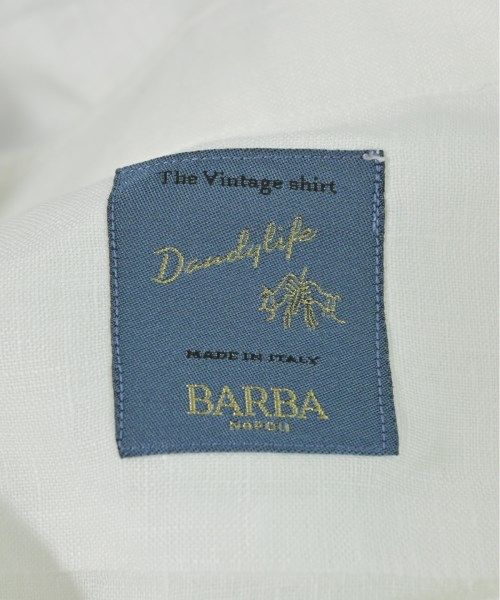 The Vintage shirt
Dandylife
MADE IN ITALY
BARBA
NAPOLI